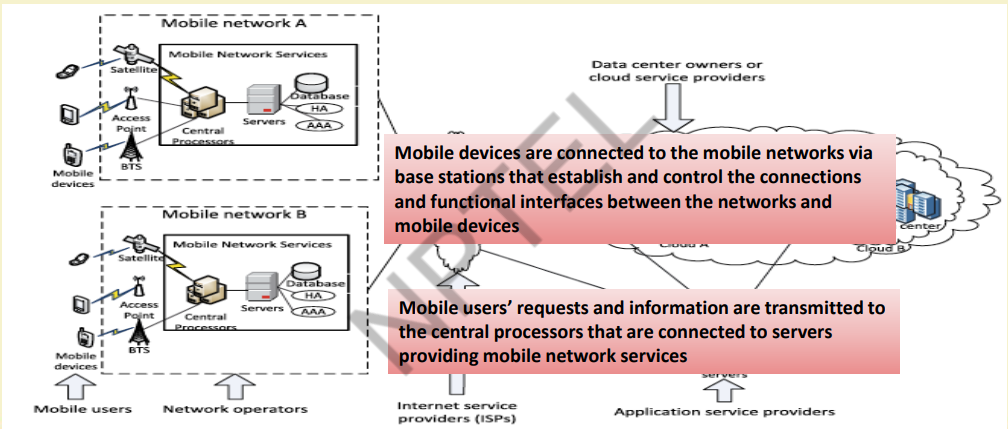 Mobile network A
Mobile Network Services
Satellite
Database
HA
AAA
Servers
Access
Point
Central
Processors
BTS
Mobile
devices
Data center owners or
cloud service providers
Mobile devices are connected to the mobile networks via
base stations that establish and control the connections
and functional interfaces between the networks and
mobile devices
center
Cloud A
Cloud B
Mobile network B
Mobile Network Services
Satellite
Database
HA
AAA
Servers
Access
Point
Central
Processors
BTS
Mobile
devices
Mobile users' requests and information are transmitted to
the central processors that are connected to servers
providing mobile network services
servers
Mobile users
Network operators
Internet service
providers (ISPs)
Application service providers
NPTEL